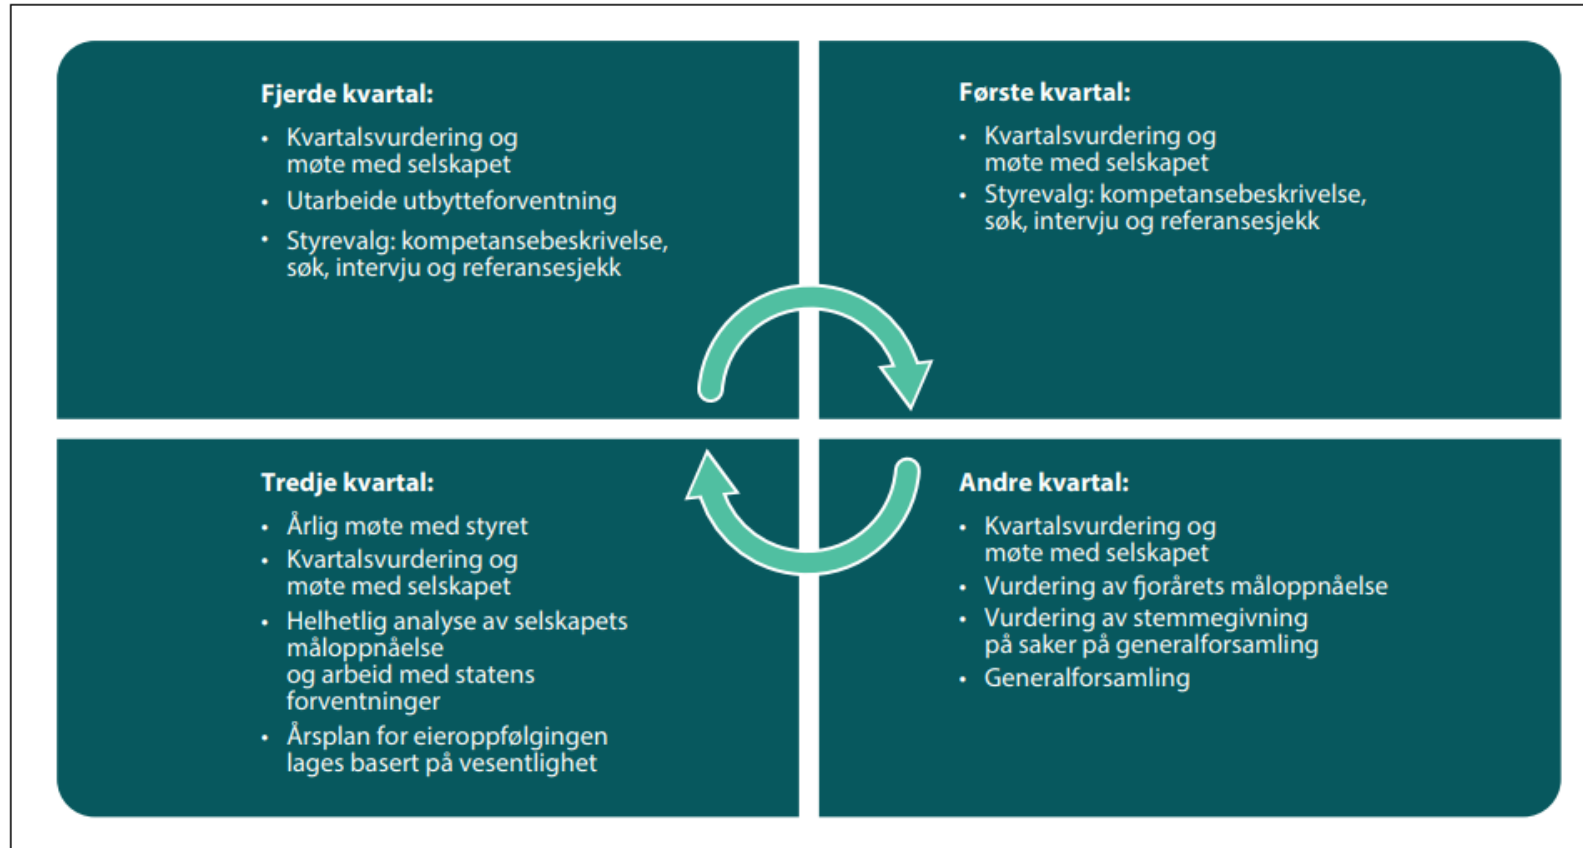 Fjerde kvartal:
• Kvartalsvurdering og
møte med selskapet
• Utarbeide utbytteforventning
• Styrevalg: kompetansebeskrivelse,
søk, intervju og referansesjekk
Første kvartal:
• Kvartalsvurdering og
møte med selskapet
• Styrevalg: kompetansebeskrivelse,
søk, intervju og referansesjekk
Tredje kvartal:
• Årlig møte med styret
• Kvartalsvurdering og
møte med selskapet
• Helhetlig analyse av selskapets
måloppnåelse
og arbeid med statens
forventninger
• Årsplan for eieroppfølgingen
lages basert på vesentlighet
Andre kvartal:
• Kvartalsvurdering og
møte med selskapet
• Vurdering av fjorårets måloppnåelse
• Vurdering av stemmegivning
på saker på generalforsamling
• Generalforsamling